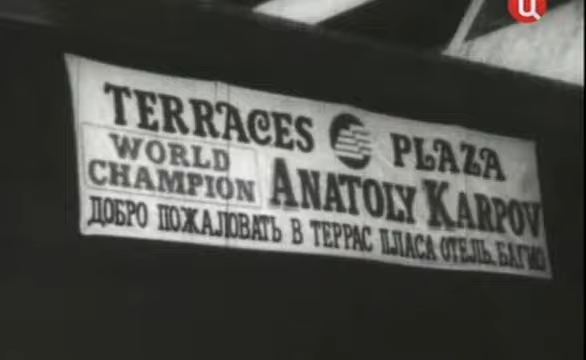 Ц
TERRACES PLAZA
WORLD CHAMPION ANATOLY KARPOV
ДОБРО ПОЖАЛОВАТЬ В ТЕРРАС ПЛАСА ОТЕЛЬ, БАГИО